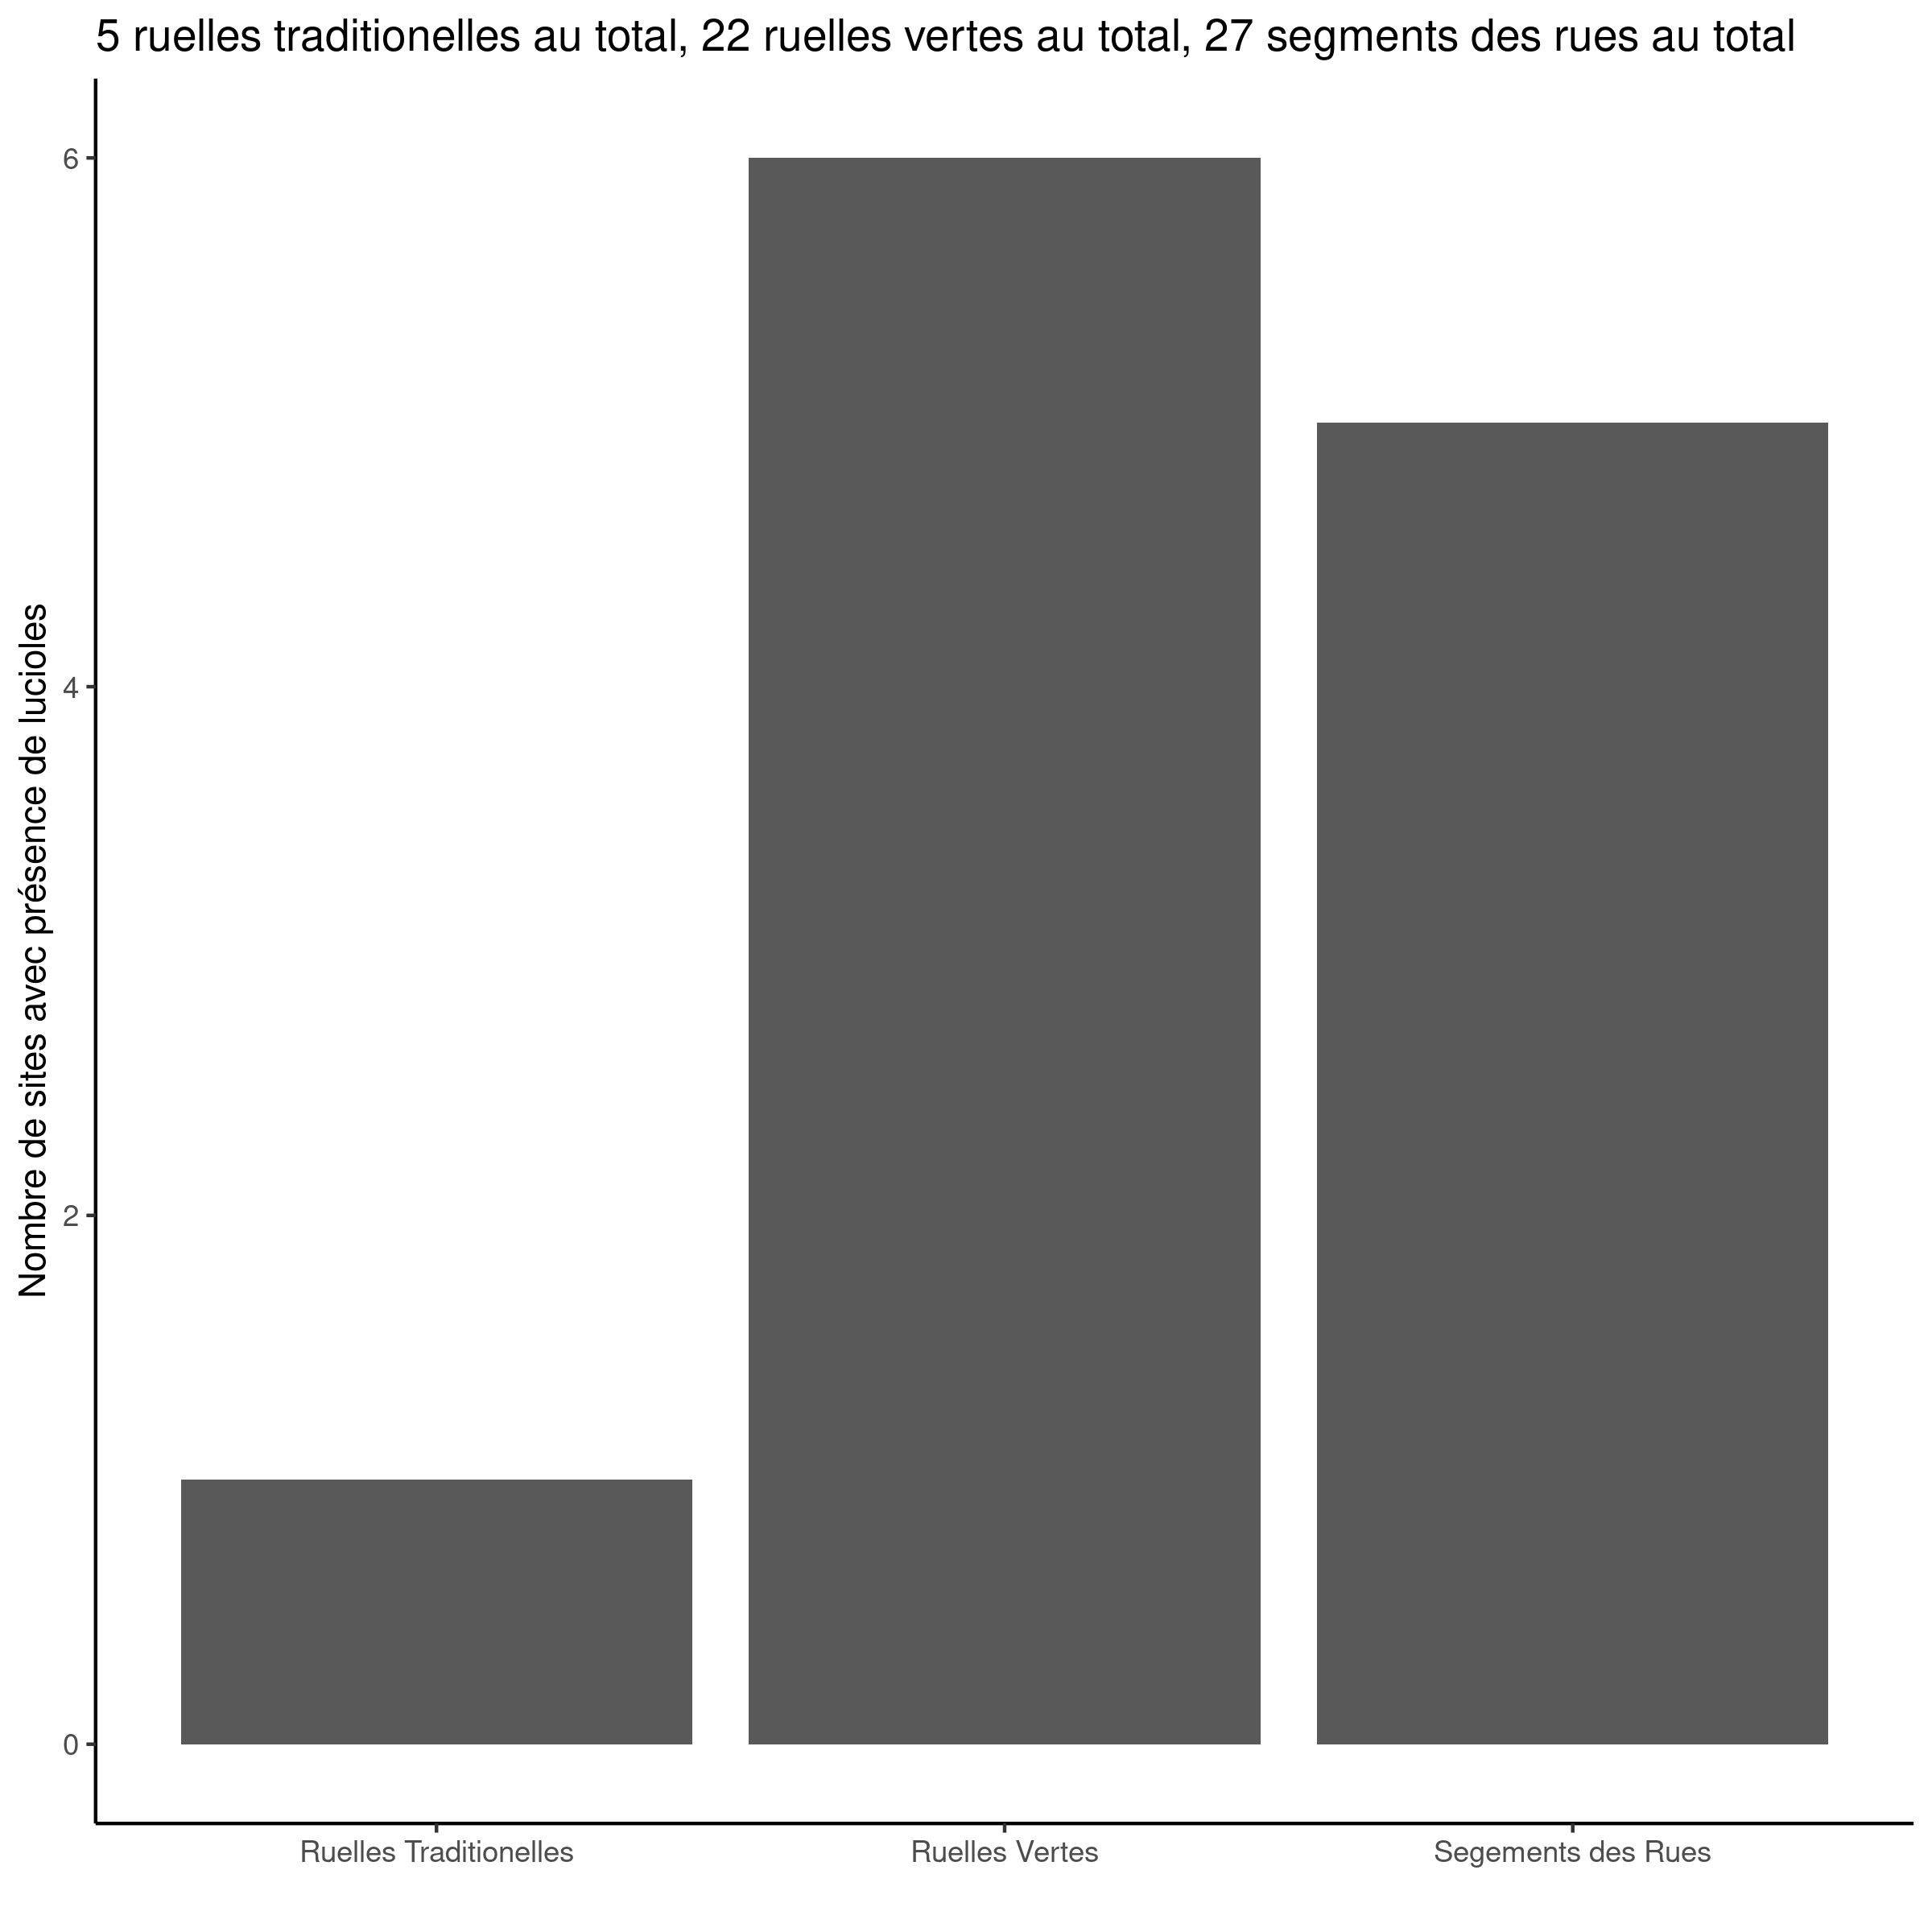 5 ruelles traditionelles au total, 22 ruelles vertes au total, 27 segments des rues au total
Nombre de sites avec présence de lucioles
6
4
2
0
Ruelles Traditionelles
Ruelles Vertes
Segements des Rues